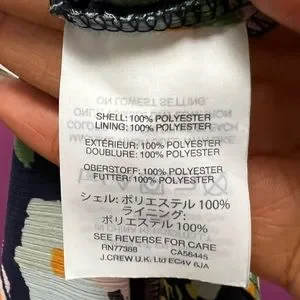 SHELL: 100% POLYESTER
LINING: 100% POLYESTER
EXTÉRIEUR: 100% POLYESTER
DOUBLURE: 100% POLYESTER
OBERSTOFF: 100% POLYESTER
FUTTER: 100% POLYESTER
シェル: ポリエステル 100%
ライニング:
ポリエステル 100%
SEE REVERSE FOR CARE
RN77388 CA56445
J.CREW U.K. Ltd EC4V 6JA